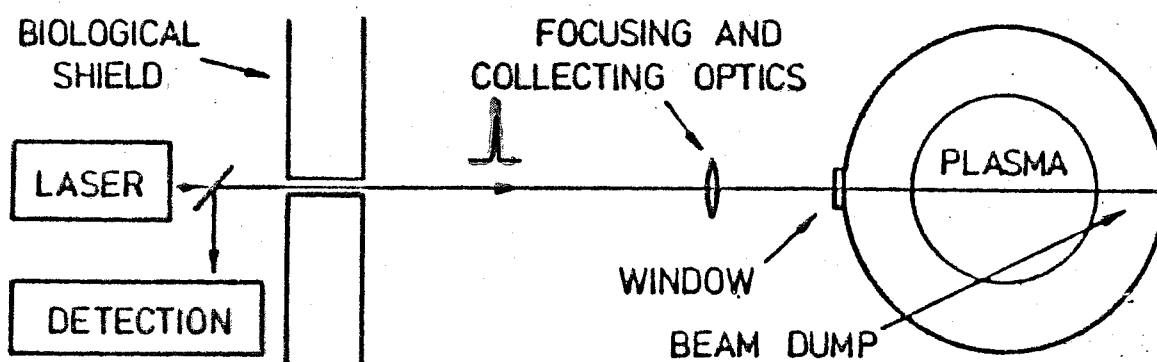 BIOLOGICAL
SHIELD
FOCUSING AND
COLLECTING OPTICS
LASER
PLASMA
DETECTION
WINDOW
BEAM DUMP